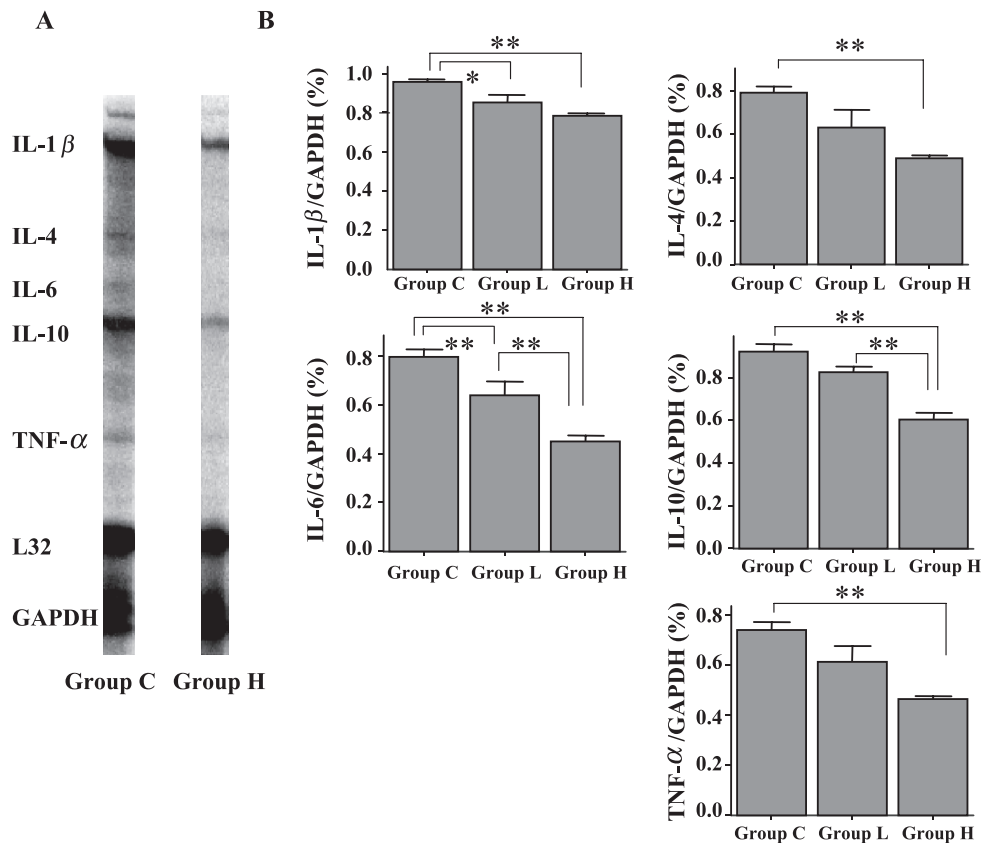 A
IL-1β
IL-4
IL-6
IL-10
TNF-α
L32
GAPDH
Group C Group H
B
IL-1β/GAPDH (%)
1.0
0.8
0.6
0.4
0.2
0.0
**
*
Group C Group L Group H
IL-4/GAPDH (%)
0.8
0.6
0.4
0.2
0.0
**
Group C Group L Group H
IL-6/GAPDH (%)
0.8
0.6
0.4
0.2
0.0
**
** **
Group C Group L Group H
IL-10/GAPDH (%)
0.8
0.6
0.4
0.2
0.0
**
**
Group C Group L Group H
TNF-α/GAPDH (%)
0.8
0.6
0.4
0.2
0.0
**
Group C Group L Group H